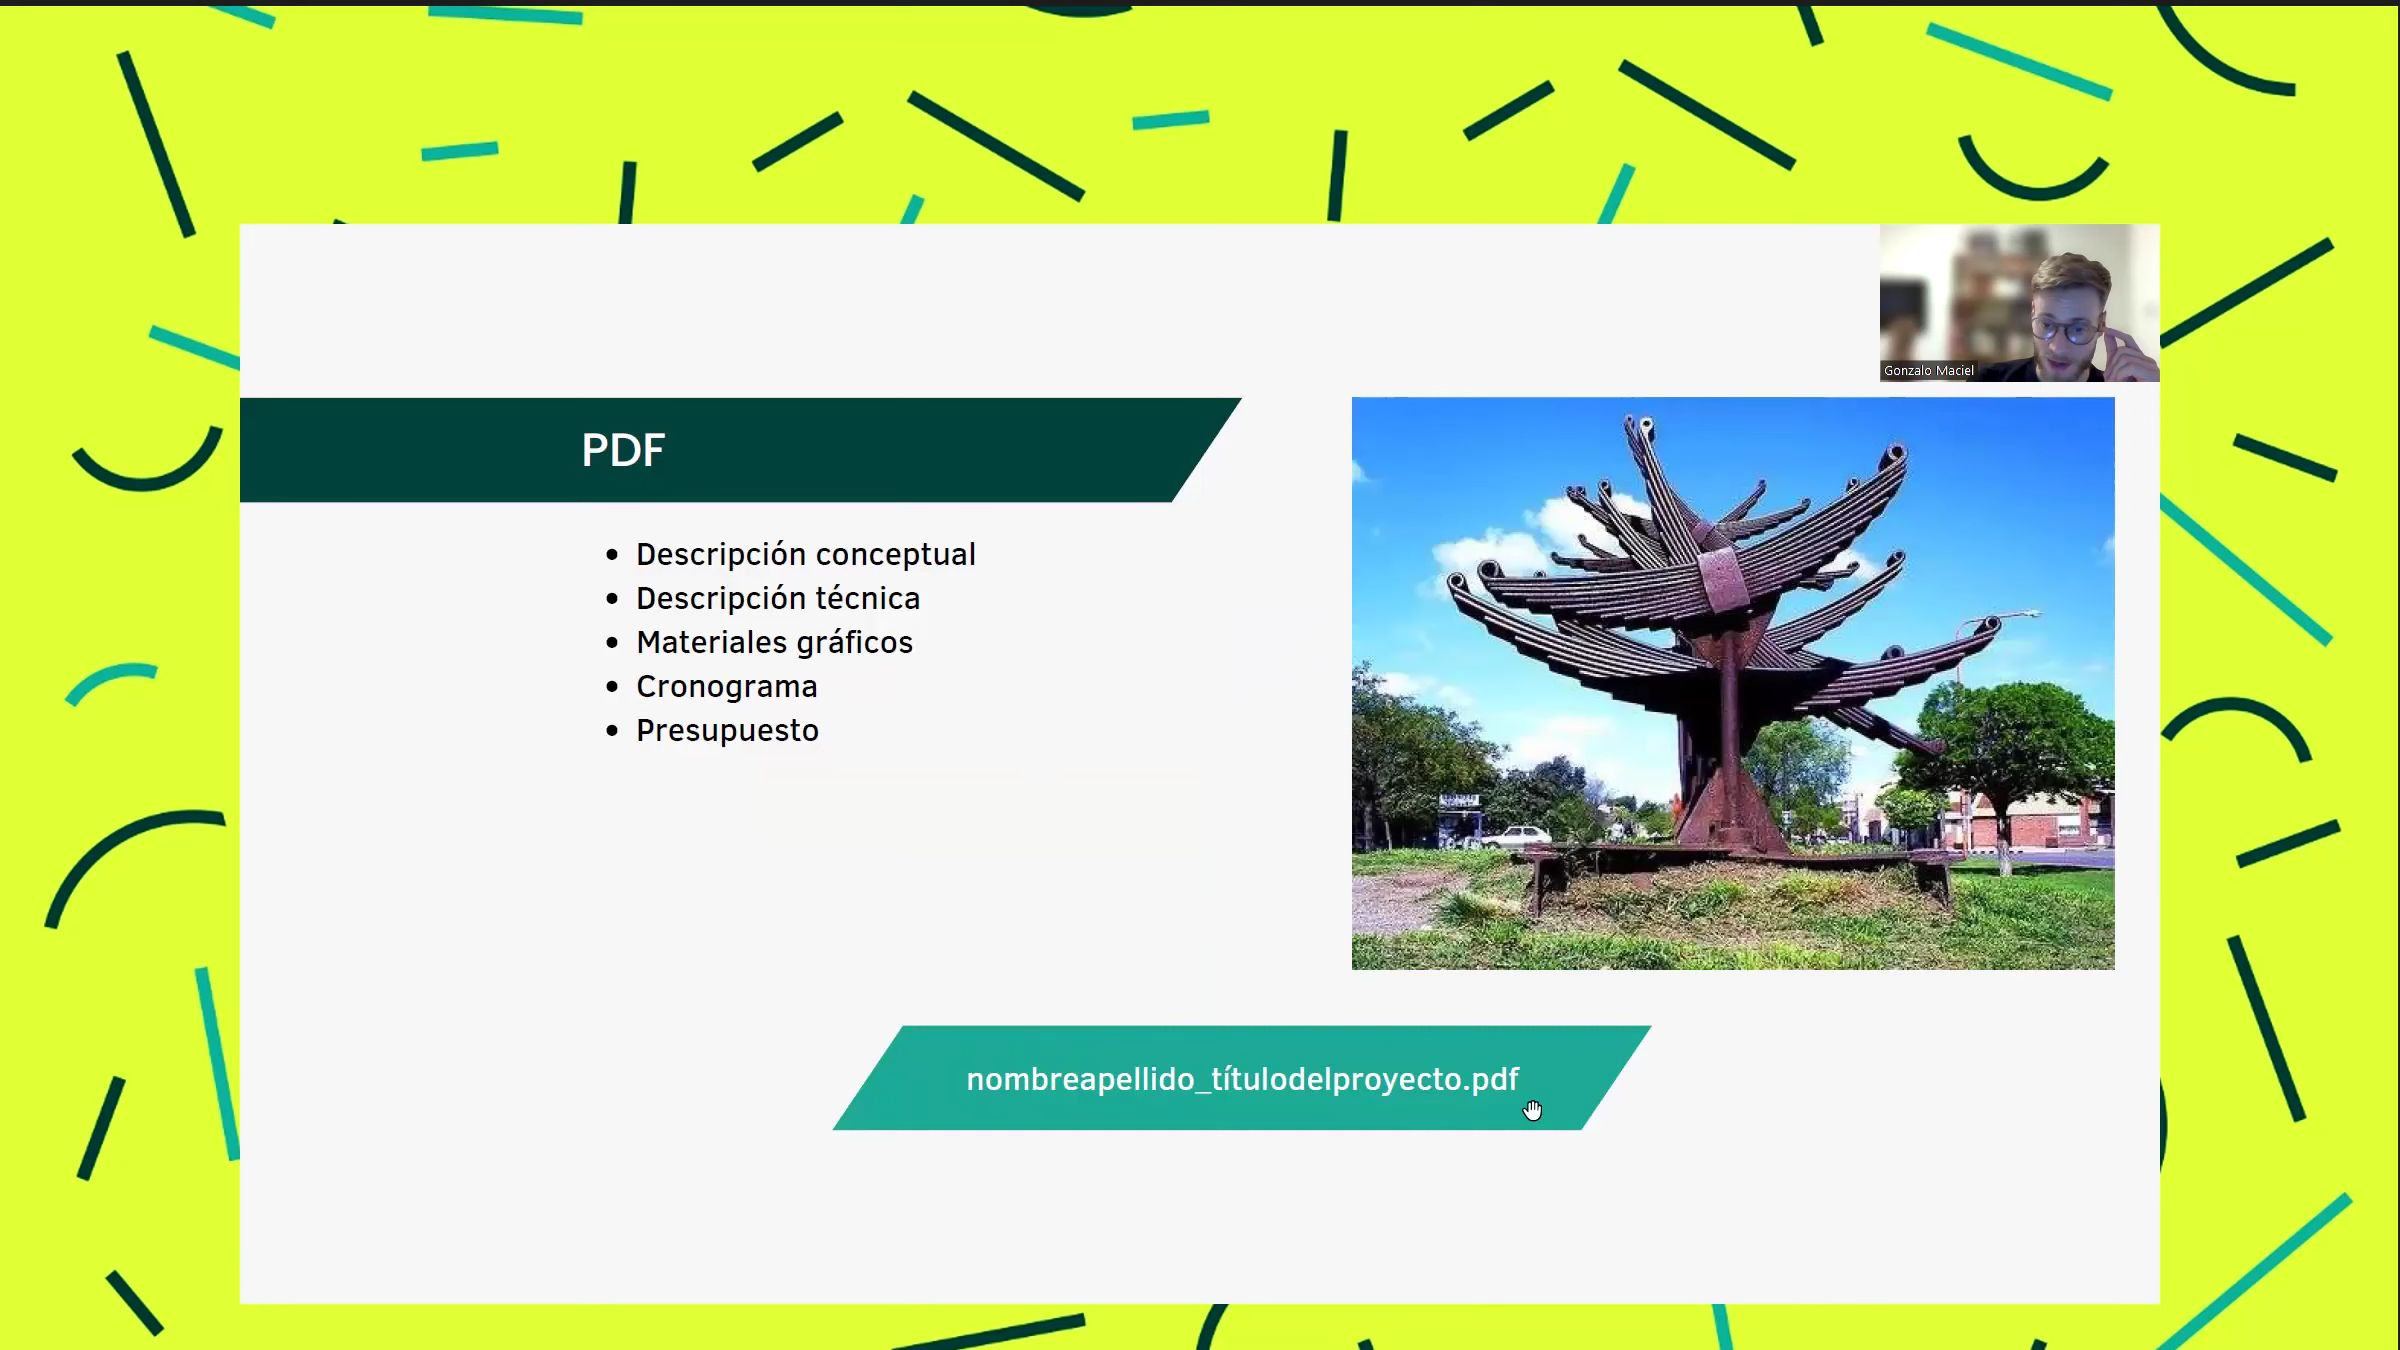 Gonzalo Maciel
PDF
• Descripción conceptual
• Descripción técnica
• Materiales gráficos
• Cronograma
• Presupuesto
nombreapellido_títulodelproyecto.pdf